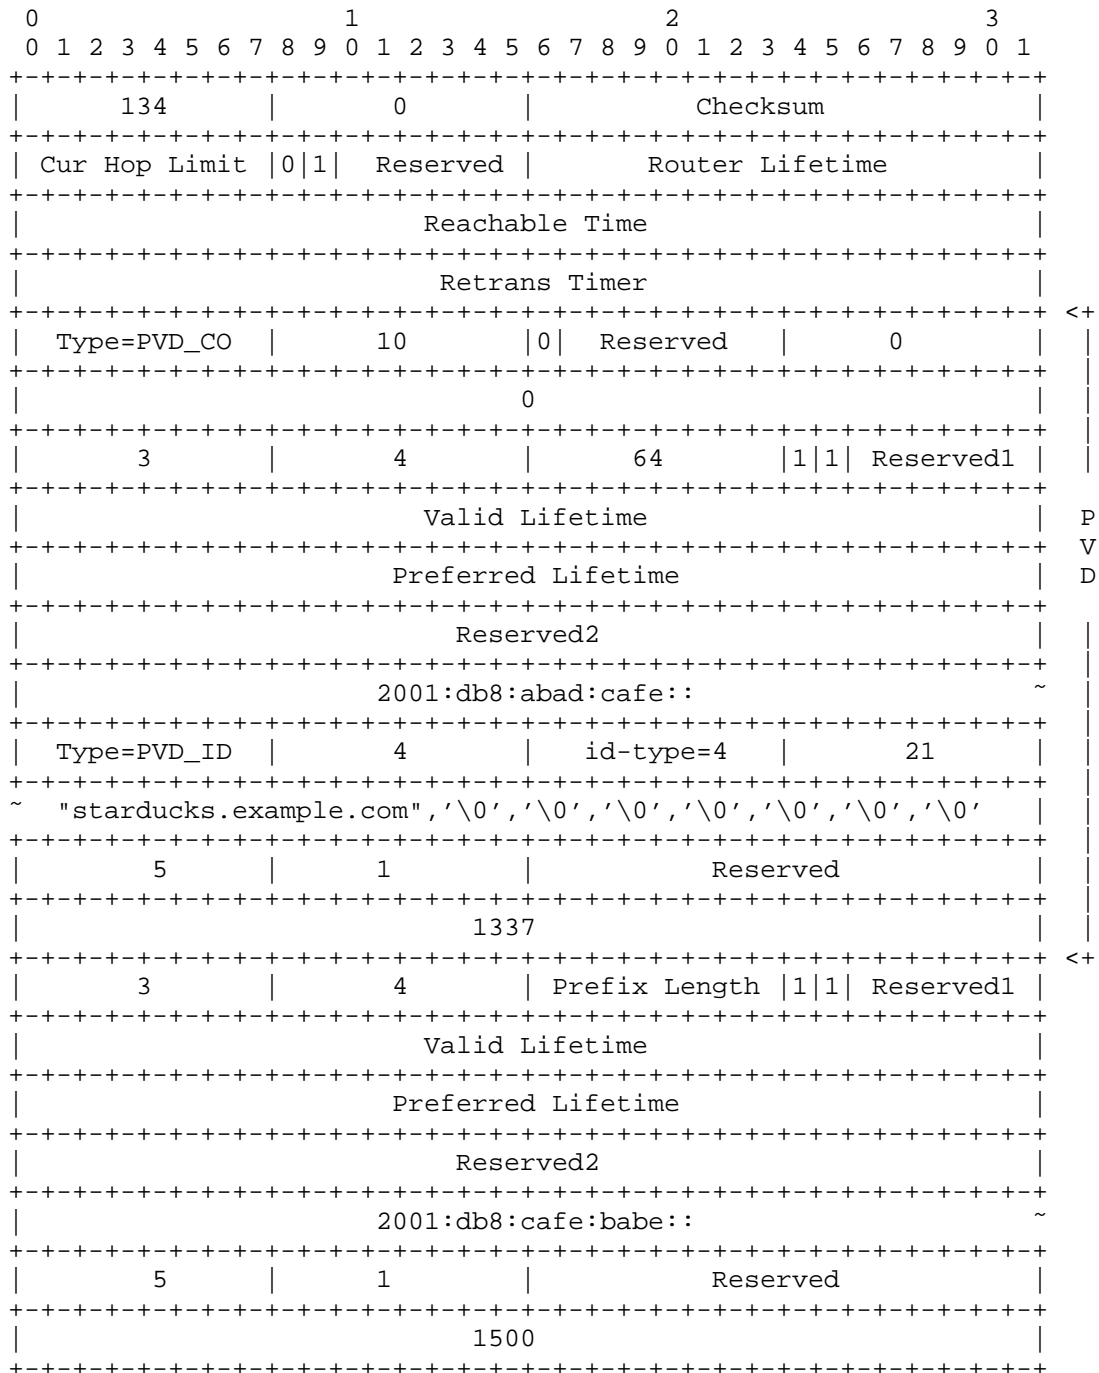 0                   1                   2                   3
 0 1 2 3 4 5 6 7 8 9 0 1 2 3 4 5 6 7 8 9 0 1 2 3 4 5 6 7 8 9 0 1
+-+-+-+-+-+-+-+-+-+-+-+-+-+-+-+-+-+-+-+-+-+-+-+-+-+-+-+-+-+-+-+-+
|      134      |       0       |          Checksum             |
+-+-+-+-+-+-+-+-+-+-+-+-+-+-+-+-+-+-+-+-+-+-+-+-+-+-+-+-+-+-+-+-+
| Cur Hop Limit |0|1|  Reserved |       Router Lifetime         |
+-+-+-+-+-+-+-+-+-+-+-+-+-+-+-+-+-+-+-+-+-+-+-+-+-+-+-+-+-+-+-+-+
|                         Reachable Time                        |
+-+-+-+-+-+-+-+-+-+-+-+-+-+-+-+-+-+-+-+-+-+-+-+-+-+-+-+-+-+-+-+-+
|                          Retrans Timer                        |
+-+-+-+-+-+-+-+-+-+-+-+-+-+-+-+-+-+-+-+-+-+-+-+-+-+-+-+-+-+-+-+-+ <+
|  Type=PVD_CO  |      10       |0|  Reserved   |      0        |  |
+-+-+-+-+-+-+-+-+-+-+-+-+-+-+-+-+-+-+-+-+-+-+-+-+-+-+-+-+-+-+-+-+  |
|                               0                               |  |
+-+-+-+-+-+-+-+-+-+-+-+-+-+-+-+-+-+-+-+-+-+-+-+-+-+-+-+-+-+-+-+-+  |
|       3       |       4       |      64       |1|1| Reserved1 |  |
+-+-+-+-+-+-+-+-+-+-+-+-+-+-+-+-+-+-+-+-+-+-+-+-+-+-+-+-+-+-+-+-+
|                         Valid Lifetime                        |  P
+-+-+-+-+-+-+-+-+-+-+-+-+-+-+-+-+-+-+-+-+-+-+-+-+-+-+-+-+-+-+-+-+  V
|                       Preferred Lifetime                      |  D
+-+-+-+-+-+-+-+-+-+-+-+-+-+-+-+-+-+-+-+-+-+-+-+-+-+-+-+-+-+-+-+-+
|                           Reserved2                           |  |
+-+-+-+-+-+-+-+-+-+-+-+-+-+-+-+-+-+-+-+-+-+-+-+-+-+-+-+-+-+-+-+-+  |
|                      2001:db8:abad:cafe::                     ~  |
+-+-+-+-+-+-+-+-+-+-+-+-+-+-+-+-+-+-+-+-+-+-+-+-+-+-+-+-+-+-+-+-+  |
|  Type=PVD_ID  |       4       |   id-type=4   |      21       |  |
+-+-+-+-+-+-+-+-+-+-+-+-+-+-+-+-+-+-+-+-+-+-+-+-+-+-+-+-+-+-+-+-+  |
~  "starducks.example.com",'\0','\0','\0','\0','\0','\0','\0'   |  |
+-+-+-+-+-+-+-+-+-+-+-+-+-+-+-+-+-+-+-+-+-+-+-+-+-+-+-+-+-+-+-+-+  |
|        5      |      1        |           Reserved            |  |
+-+-+-+-+-+-+-+-+-+-+-+-+-+-+-+-+-+-+-+-+-+-+-+-+-+-+-+-+-+-+-+-+  |
|                            1337                               |  |
+-+-+-+-+-+-+-+-+-+-+-+-+-+-+-+-+-+-+-+-+-+-+-+-+-+-+-+-+-+-+-+-+ <+
|       3       |       4       | Prefix Length |1|1| Reserved1 |
+-+-+-+-+-+-+-+-+-+-+-+-+-+-+-+-+-+-+-+-+-+-+-+-+-+-+-+-+-+-+-+-+
|                         Valid Lifetime                        |
+-+-+-+-+-+-+-+-+-+-+-+-+-+-+-+-+-+-+-+-+-+-+-+-+-+-+-+-+-+-+-+-+
|                       Preferred Lifetime                      |
+-+-+-+-+-+-+-+-+-+-+-+-+-+-+-+-+-+-+-+-+-+-+-+-+-+-+-+-+-+-+-+-+
|                           Reserved2                           |
+-+-+-+-+-+-+-+-+-+-+-+-+-+-+-+-+-+-+-+-+-+-+-+-+-+-+-+-+-+-+-+-+
|                      2001:db8:cafe:babe::                     ~
+-+-+-+-+-+-+-+-+-+-+-+-+-+-+-+-+-+-+-+-+-+-+-+-+-+-+-+-+-+-+-+-+
|        5      |      1        |           Reserved            |
+-+-+-+-+-+-+-+-+-+-+-+-+-+-+-+-+-+-+-+-+-+-+-+-+-+-+-+-+-+-+-+-+
|                            1500                               |
+-+-+-+-+-+-+-+-+-+-+-+-+-+-+-+-+-+-+-+-+-+-+-+-+-+-+-+-+-+-+-+-+